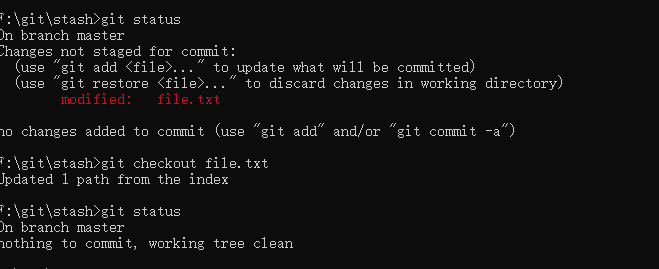 F:\git\stash>git status
On branch master
Changes not staged for commit:
  (use "git add <file>..." to update what will be committed)
  (use "git restore <file>..." to discard changes in working directory)
        modified:   file.txt

no changes added to commit (use "git add" and/or "git commit -a")

F:\git\stash>git checkout file.txt
Updated 1 path from the index

F:\git\stash>git status
On branch master
nothing to commit, working tree clean